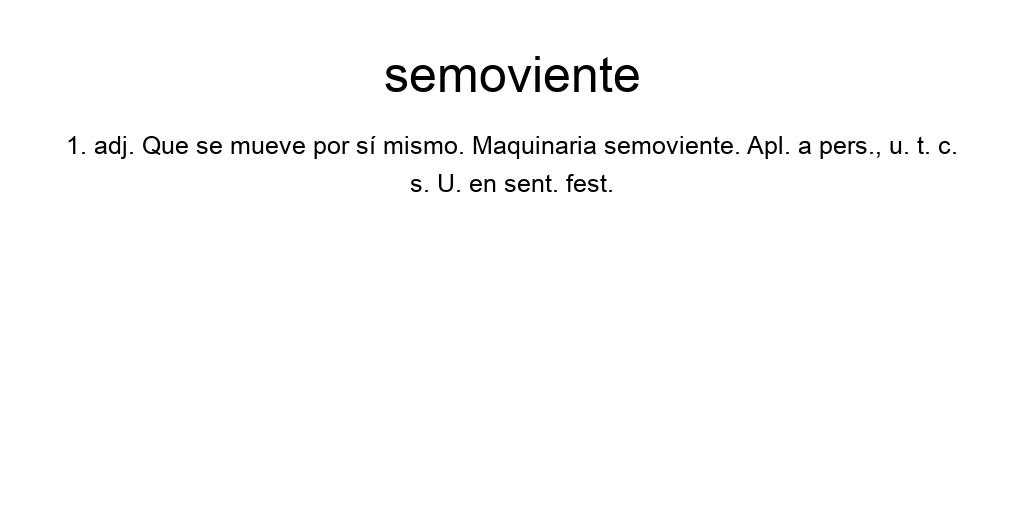 semoviente
1. adj. Que se mueve por sí mismo. Maquinaria semoviente. Apl. a pers., u. t. c.
s. U. en sent. fest.